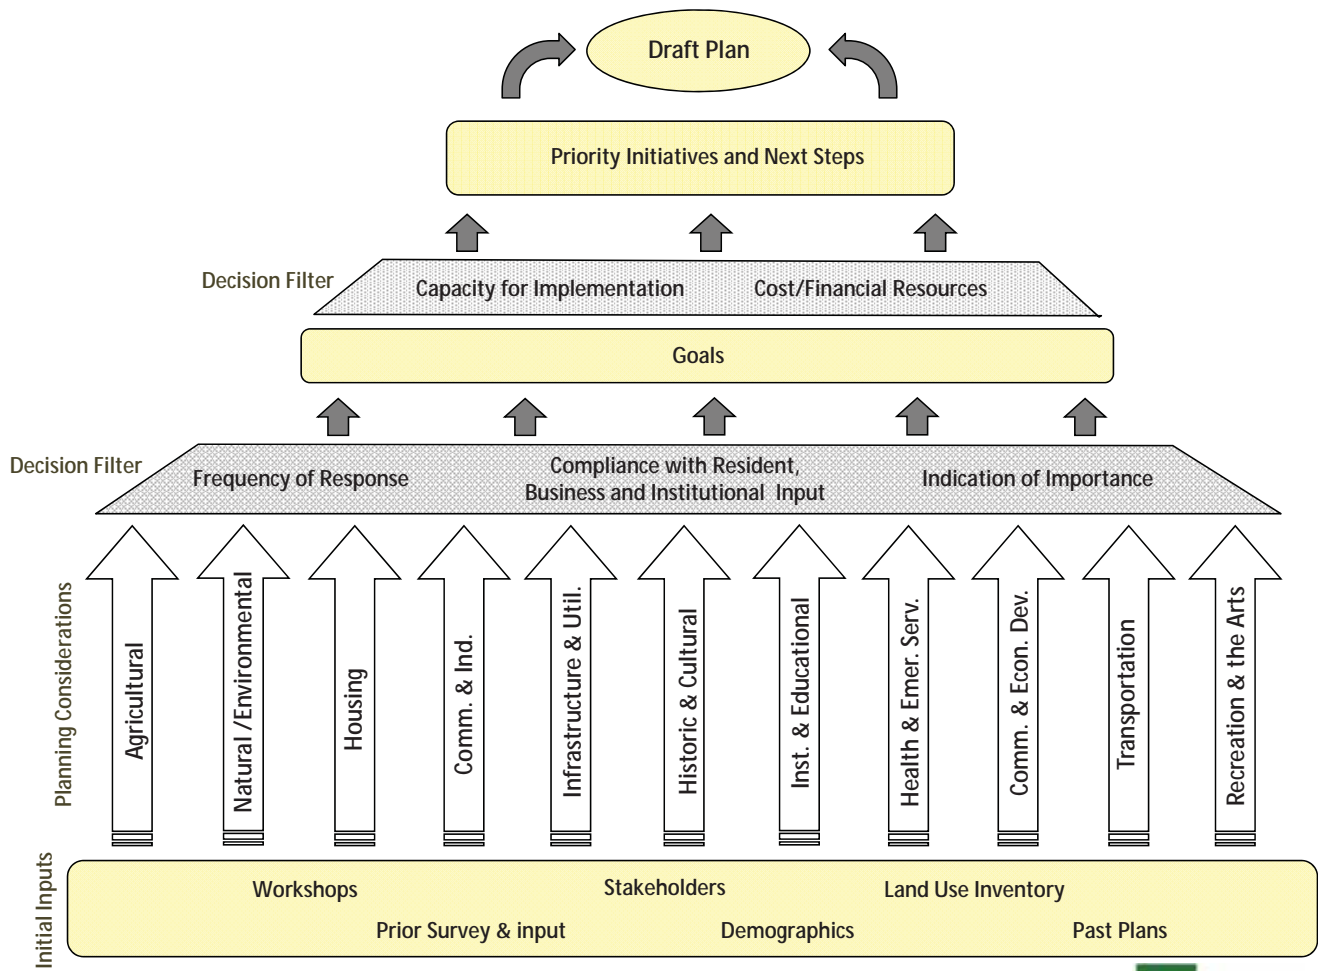 Draft Plan
Priority Initiatives and Next Steps
Decision Filter
Capacity for Implementation
Cost/Financial Resources
Goals
Decision Filter
Frequency of Response
Compliance with Resident,
Business and Institutional Input
Indication of Importance
Planning Considerations
Agricultural
Natural /Environmental
Housing
Comm. & Ind.
Infrastructure & Util.
Historic & Cultural
Inst. & Educational
Health & Emer. Serv.
Comm. & Econ. Dev.
Transportation
Recreation & the Arts
Initial Inputs
Workshops
Stakeholders
Land Use Inventory
Prior Survey & input
Demographics
Past Plans